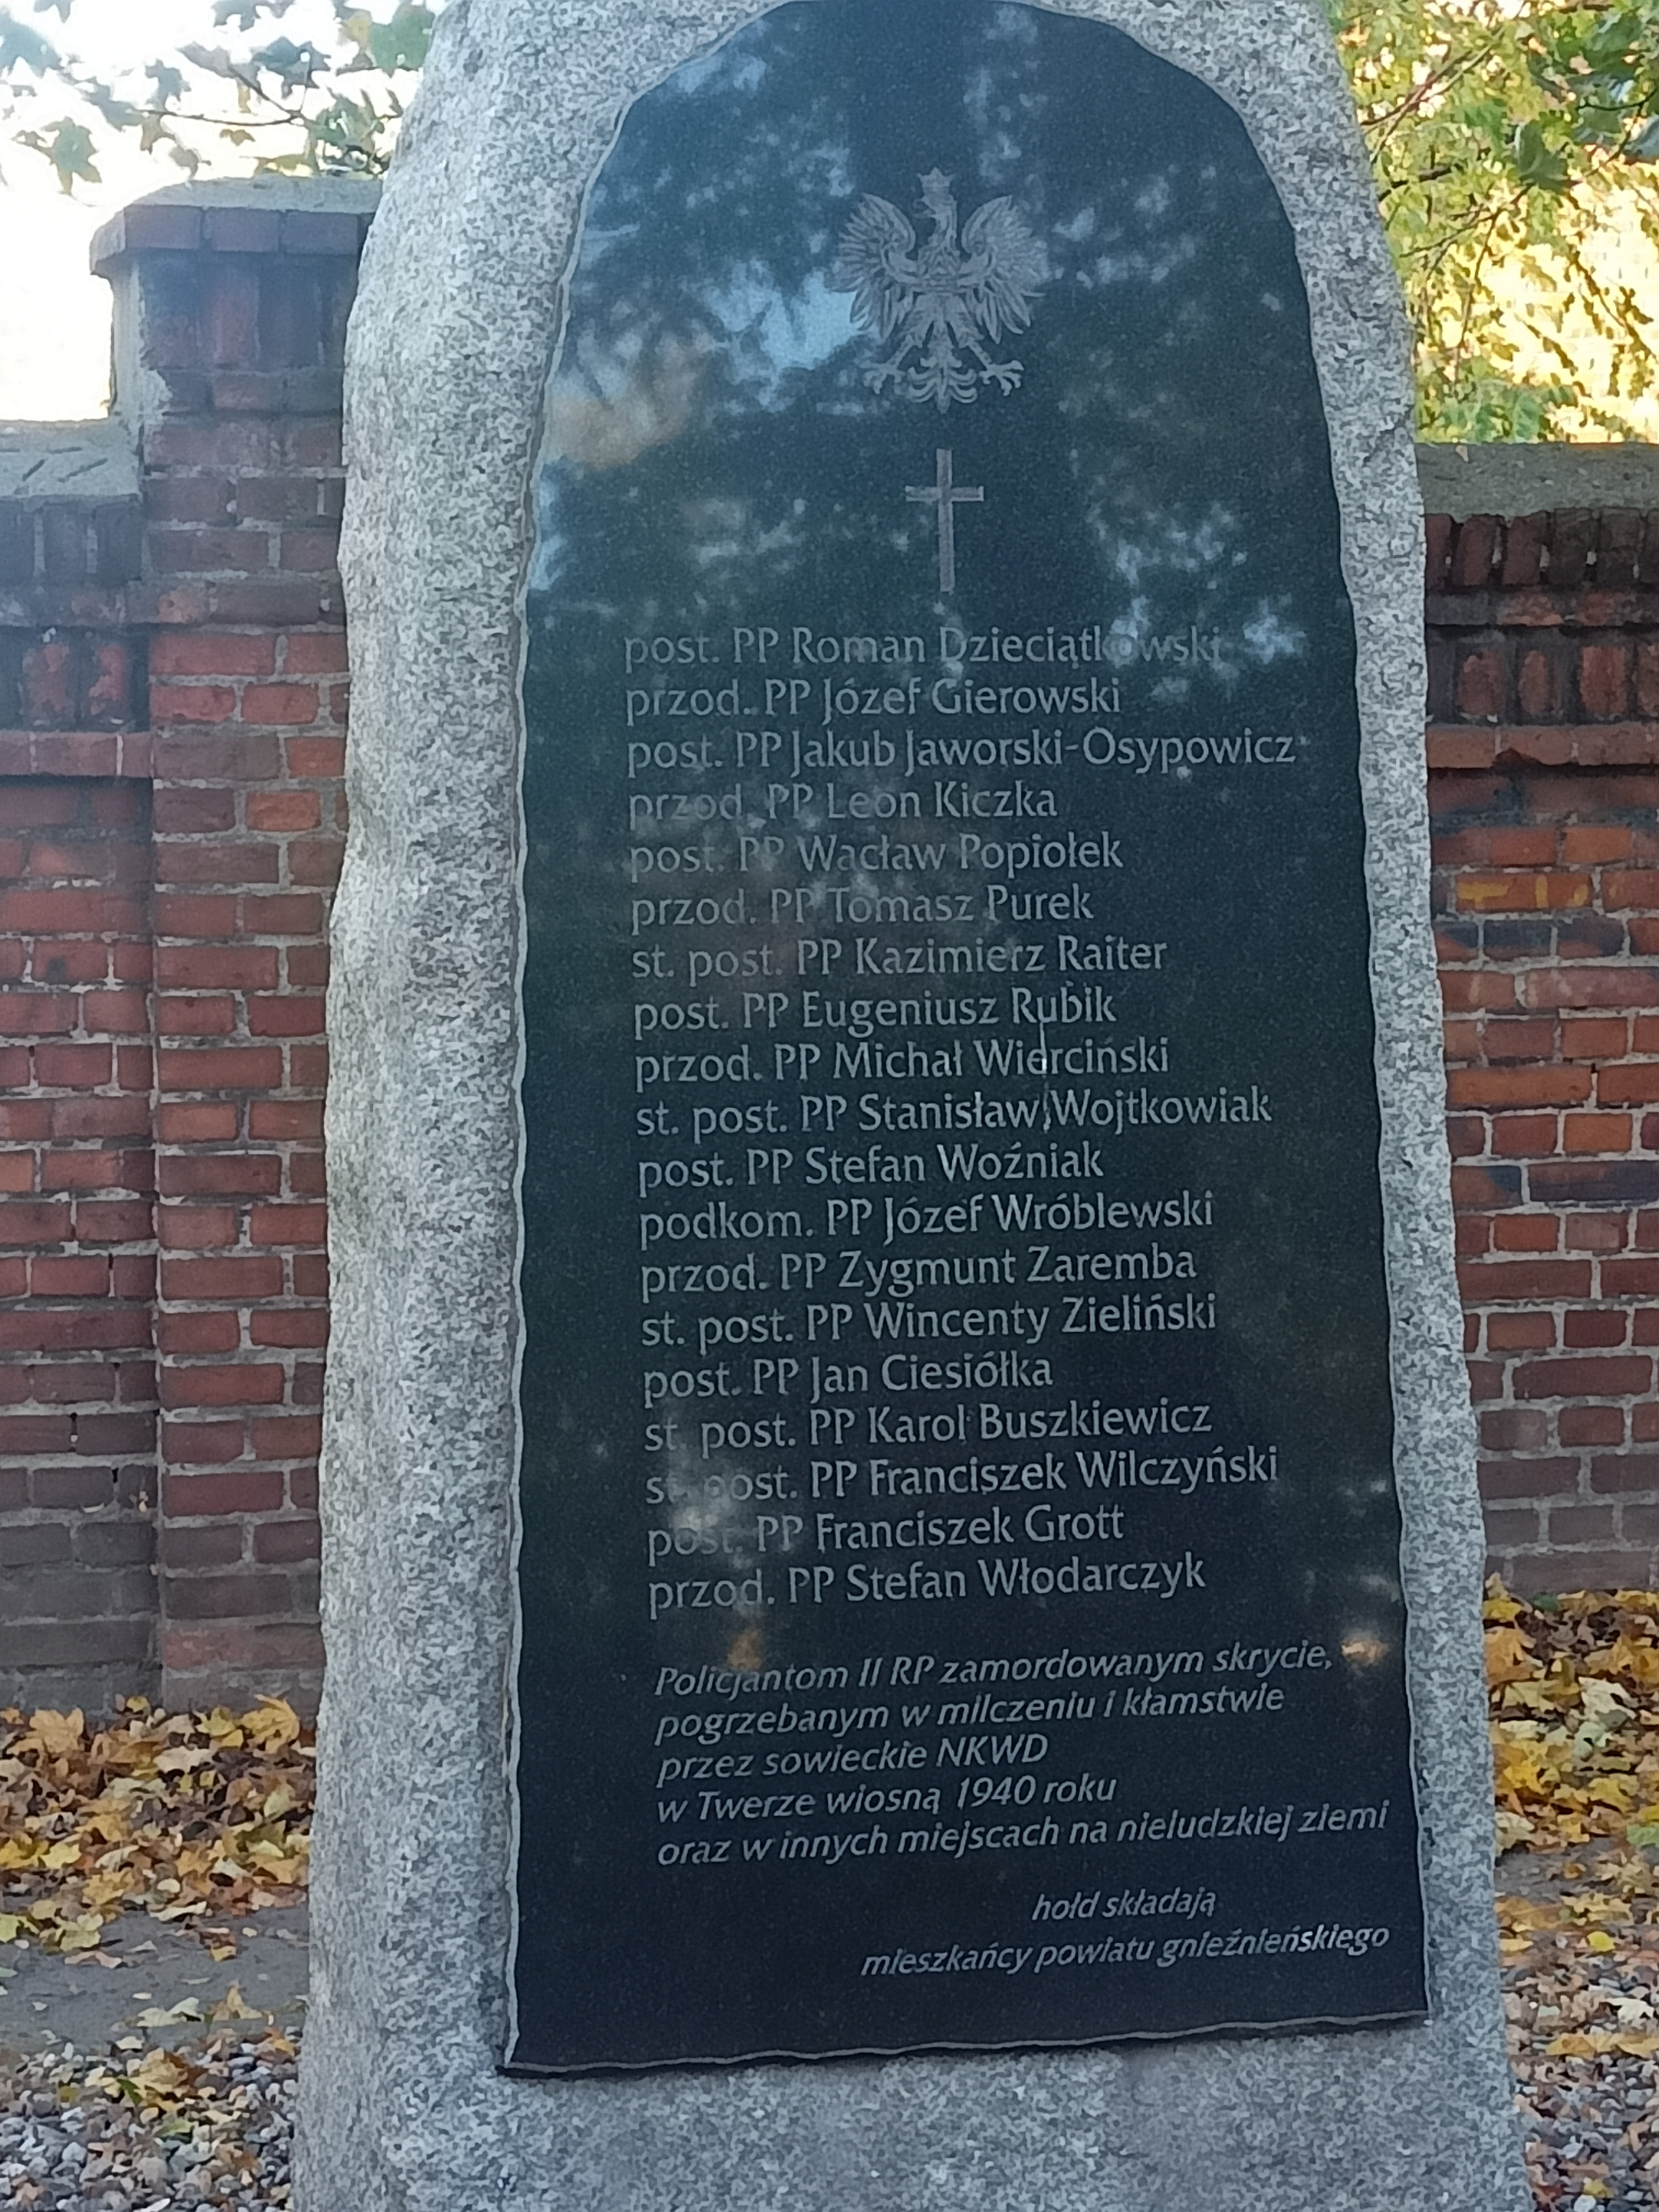 post. PP Roman Dzieciątkowski
przod. PP Józef Gierowski
post. PP Jakub Jaworski-Osypowicz
przod. PP Leon Kiczka
post. PP Wacław Popiołek
przod. PP Tomasz Purek
st. post. PP Kazimierz Raiter
post. PP Eugeniusz Rubik
przod. PP Michał Wierciński
st. post. PP Stanisław Wojtkowiak
post. PP Stefan Woźniak
podkom. PP Józef Wróblewski
przod. PP Zygmunt Zaremba
st. post. PP Wincenty Zieliński
post. PP Jan Ciesiółka
st. post. PP Karol Buszkiewicz
st. post. PP Franciszek Wilczyński
post. PP Franciszek Grott
przod. PP Stefan Włodarczyk
Policjantom II RP zamordowanym skrycie,
pogrzebanym w milczeniu i kłamstwie
przez sowieckie NKWD
w Twerze wiosną 1940 roku
oraz w innych miejscach na nieludzkiej ziemi
hołd składają
mieszkańcy powiatu gnieźnieńskiego